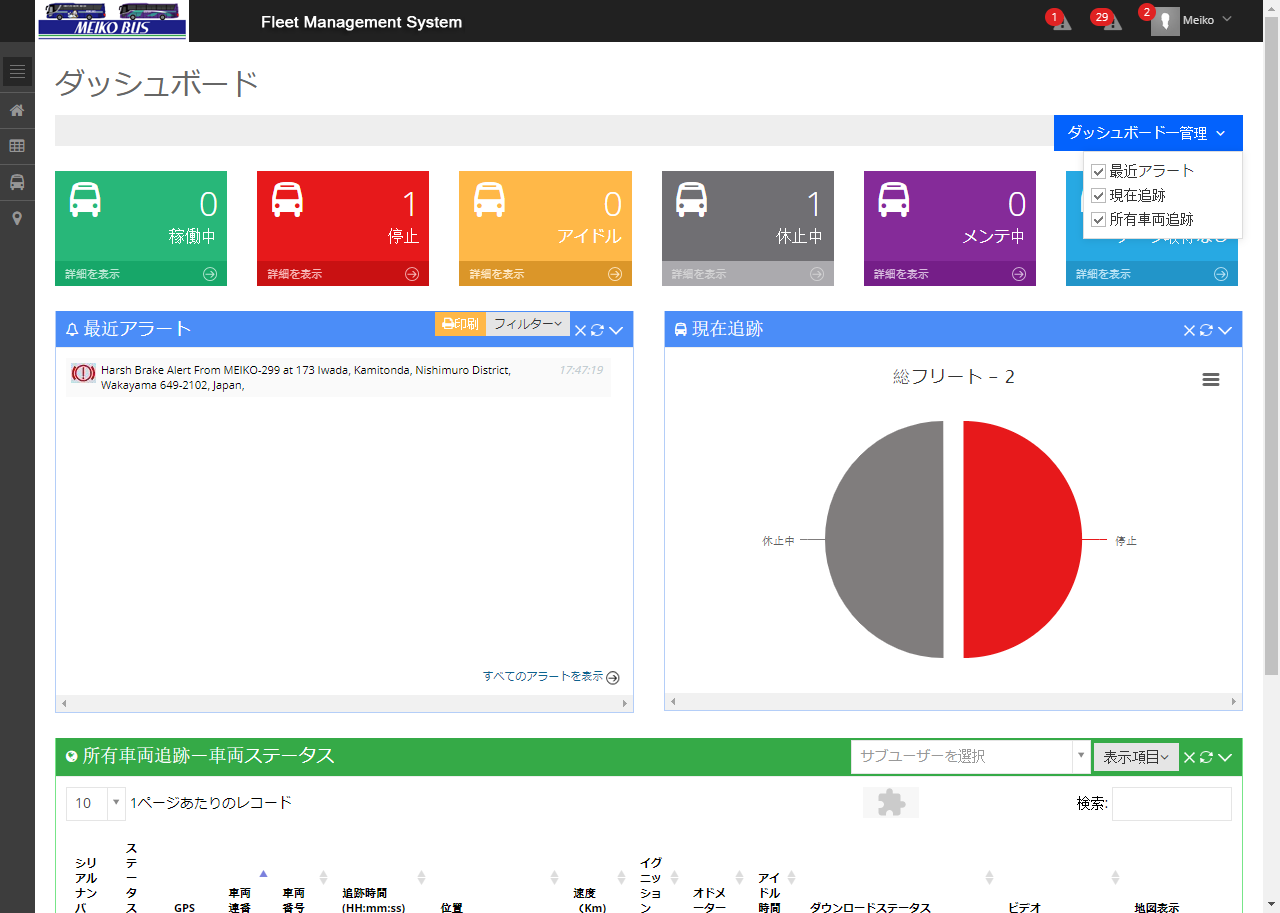 MEIKO BUS
Fleet Management System
1
29
2
Meiko
ダッシュボード
ダッシュボード一管理
最近アラート
現在追跡
所有車両追跡
0
稼働中
詳細を表示
1
停止
詳細を表示
0
アイドル
詳細を表示
1
休止中
詳細を表示
0
メンテ中
詳細を表示
詳細を表示
最近アラート
印刷
フィルター
Harsh Brake Alert From MEIKO-299 at 173 Iwada, Kamitonda, Nishimuro District,
Wakayama 649-2102, Japan,
17:47:19
すべてのアラートを表示
現在追跡
総フリート – 2
休止中
停止
所有車両追跡ー車両ステータス
サブユーザーを選択
表示項目
10
1ページあたりのレコード
検索:
シリ
アル
ナン
バ
ス
テ
ー
タ
ス
GPS
車両
連番
車両
番号
追跡時間
(HH:mm:ss)
位置
速度
(Km)
イグ
ニッ
ショ
ン
オドメ
ーター
アイ
ドル
時間
ダウンロードステータス
ビデオ
地図表示